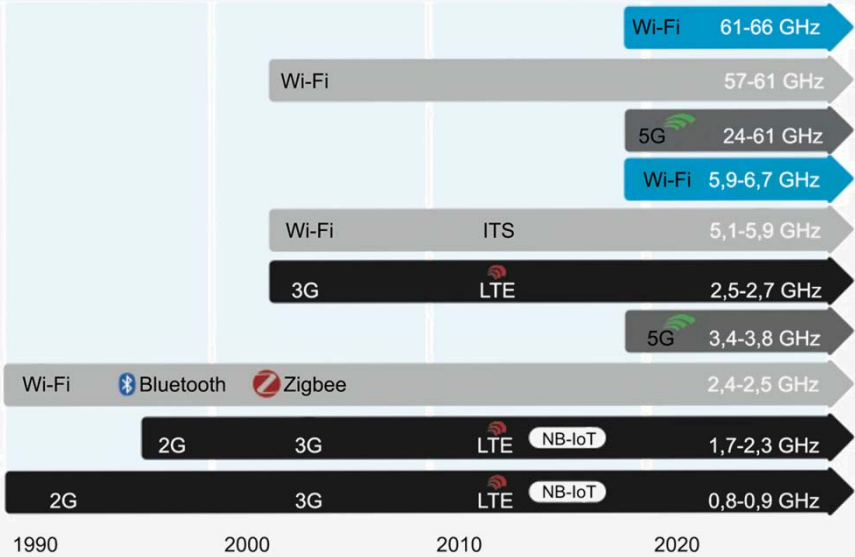 Wi-Fi 61-66 GHz
Wi-Fi 57-61 GHz
5G 24-61 GHz
Wi-Fi 5,9-6,7 GHz
Wi-Fi ITS 5,1-5,9 GHz
3G LTE 2,5-2,7 GHz
5G 3,4-3,8 GHz
Wi-Fi Bluetooth Zigbee 2,4-2,5 GHz
2G 3G LTE NB-IoT 1,7-2,3 GHz
2G 3G LTE NB-IoT 0,8-0,9 GHz
1990 2000 2010 2020